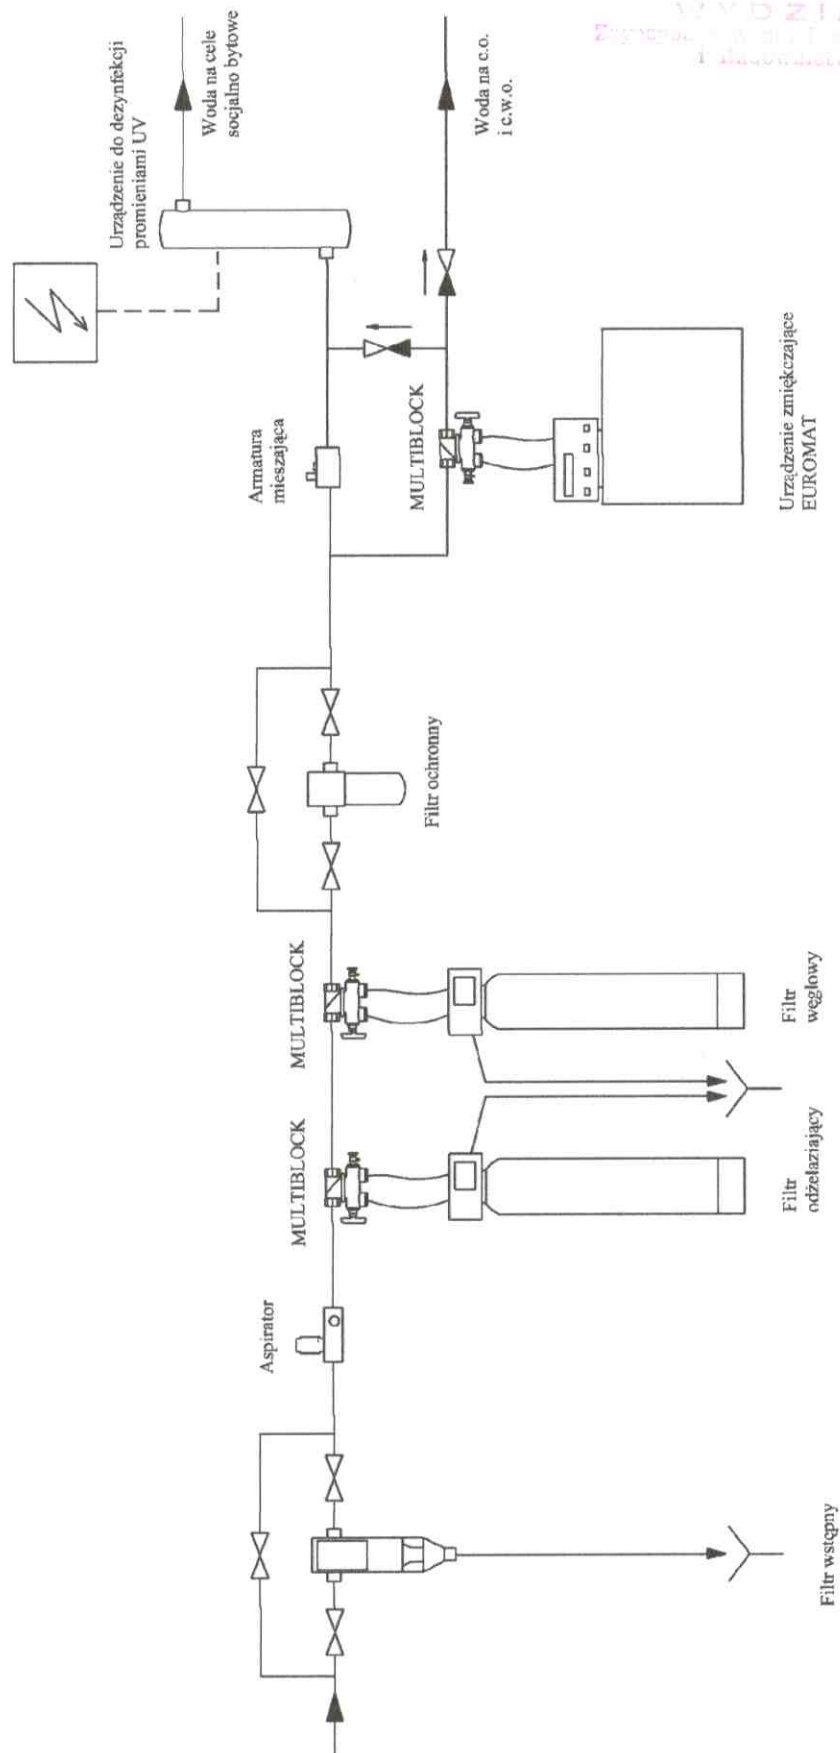 Urządzenie do dezynfekcji
promieniami UV
Woda na cele
socjalno bytowe
Woda na c.o.
i c.w.o.
Armatura
mieszająca
MULTIBLOCK
Urządzenie zmiękczające
EUROMAT
Filtr ochronny
MULTIBLOCK
Filtr
węglowy
MULTIBLOCK
Filtr
odżelaziający
Aspirator
Filtr wstępny
WYDZI